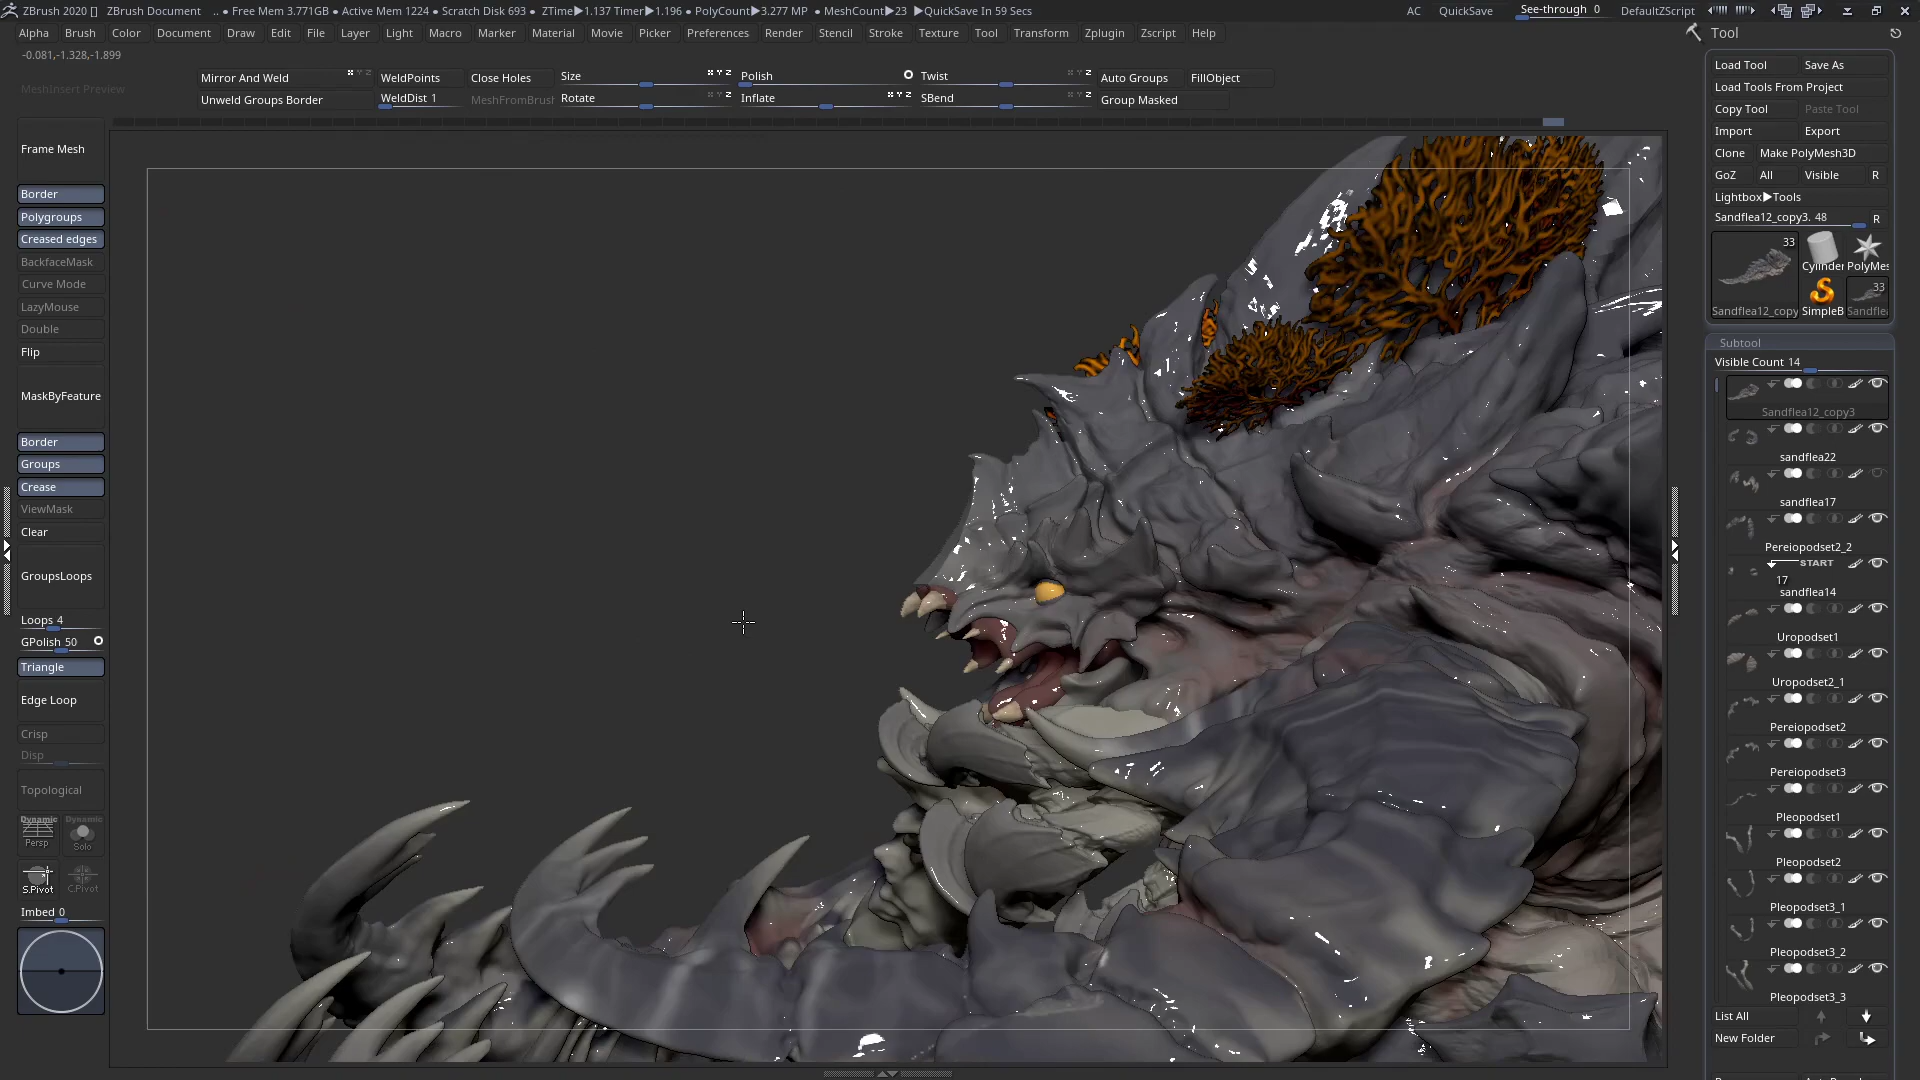 ZBrush 2020 [] ZBrush Document .. ● Free Mem 3.771GB ● Active Mem 1224 ● Scratch Disk 693 ● ZTime▶1.137 Timer▶1.196 ● PolyCount▶3.277 MP ● MeshCount▶23 ▶QuickSave In 59 Secs AC QuickSave See-through 0 DefaultZScript
Alpha Brush Color Document Draw Edit File Layer Light Macro Marker Material Movie Picker Preferences Render Stencil Stroke Texture Tool Transform Zplugin Zscript Help
-0.081,-1.328,-1.899
MeshInsert Preview
Mirror And Weld WeldPoints Close Holes Size Polish Twist Auto Groups FillObject
Unweld Groups Border WeldDist 1 MeshFromBrush Rotate Inflate SBend Group Masked
Frame Mesh
Border
Polygroups
Creased edges
BackfaceMask
Curve Mode
LazyMouse
Double
Flip
MaskByFeature
Border
Groups
Crease
ViewMask
Clear
GroupsLoops
Loops 4
GPolish 50
Triangle
Edge Loop
Crisp
Disp
Topological
Dynamic Dynamic
Persp Solo
S.Pivot C.Pivot
Imbed 0
Tool
Load Tool Save As
Load Tools From Project
Copy Tool Paste Tool
Import Export
Clone Make PolyMesh3D
GoZ All Visible R
Lightbox▶Tools
Sandflea12_copy3. 48 R
33
Cylinder PolyMes
33
Sandflea12_copy SimpleB Sandflea
Subtool
Visible Count 14
Sandflea12_copy3
sandflea22
sandflea17
Pereiopodset2_2
START
17
sandflea14
Uropodset1
Uropodset2_1
Pereiopodset2
Pereiopodset3
Pleopodset1
Pleopodset2
Pleopodset3_1
Pleopodset3_2
Pleopodset3_3
List All
New Folder